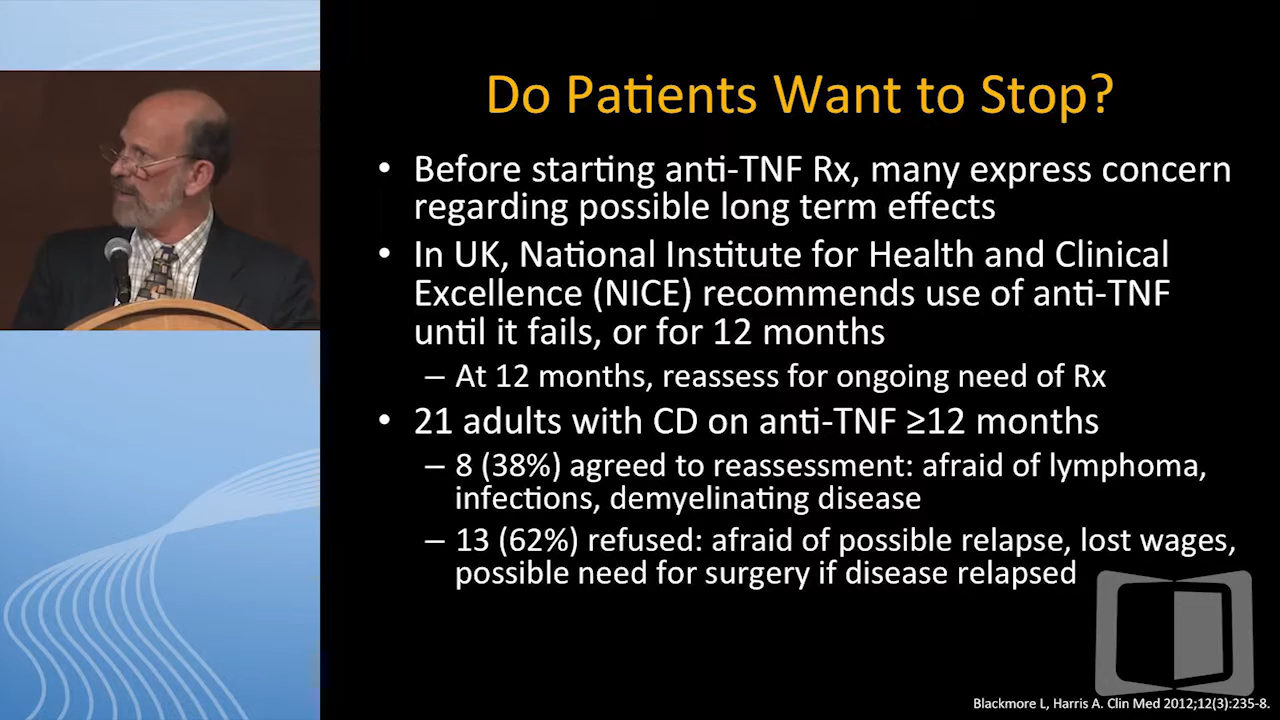 Do Patients Want to Stop?
• Before starting anti-TNF Rx, many express concern
regarding possible long term effects
• In UK, National Institute for Health and Clinical
Excellence (NICE) recommends use of anti-TNF
until it fails, or for 12 months
– At 12 months, reassess for ongoing need of Rx
• 21 adults with CD on anti-TNF ≥12 months
– 8 (38%) agreed to reassessment: afraid of lymphoma,
infections, demyelinating disease
– 13 (62%) refused: afraid of possible relapse, lost wages,
possible need for surgery if disease relapsed
Blackmore L, Harris A. Clin Med 2012;12(3):235-8.